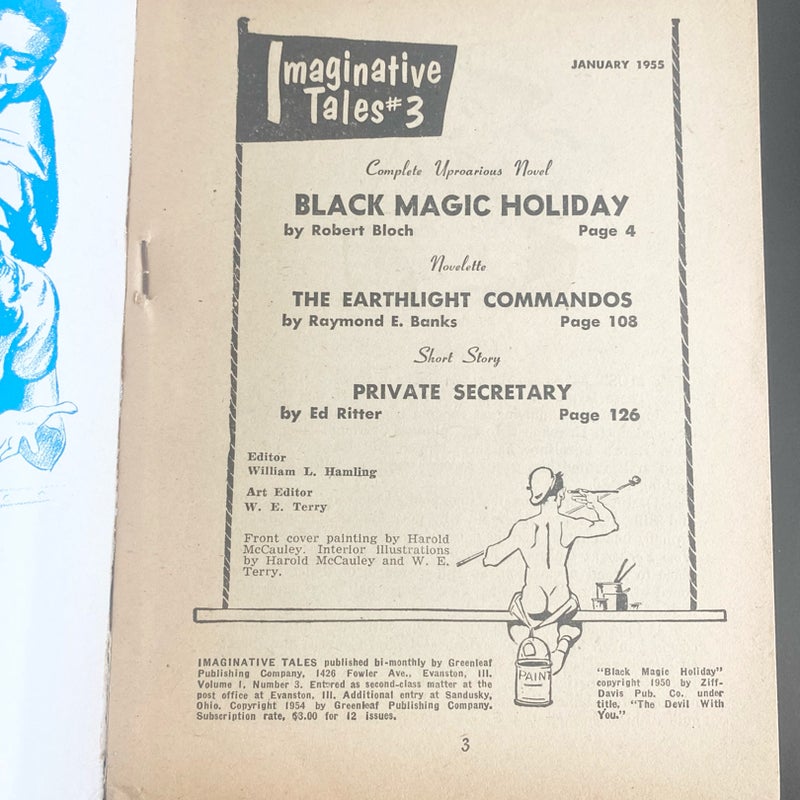 Imaginative
Tales #3
JANUARY 1955
Complete Uproarious Novel
BLACK MAGIC HOLIDAY
by Robert Bloch Page 4
Novelette
THE EARTHLIGHT COMMANDOS
by Raymond E. Banks Page 108
Short Story
PRIVATE SECRETARY
by Ed Ritter Page 126
Editor
William L. Hamling
Art Editor
W. E. Terry
Front cover painting by Harold
McCauley. Interior illustrations
by Harold McCauley and W. E.
Terry.
PAINT
IMAGINATIVE TALES published bi-monthly by Greenleaf
Publishing Company, 1426 Fowler Ave., Evanston, Ill.
Volume 1, Number 3. Entered as second-class matter at the
post office at Evanston, Ill. Additional entry at Sandusky,
Ohio. Copyright 1954 by Greenleaf Publishing Company.
Subscription rate, $3.00 for 12 issues.
"Black Magic Holiday"
copyright 1950 by Ziff-
Davis Pub. Co. under
title, "The Devil With
You."
3